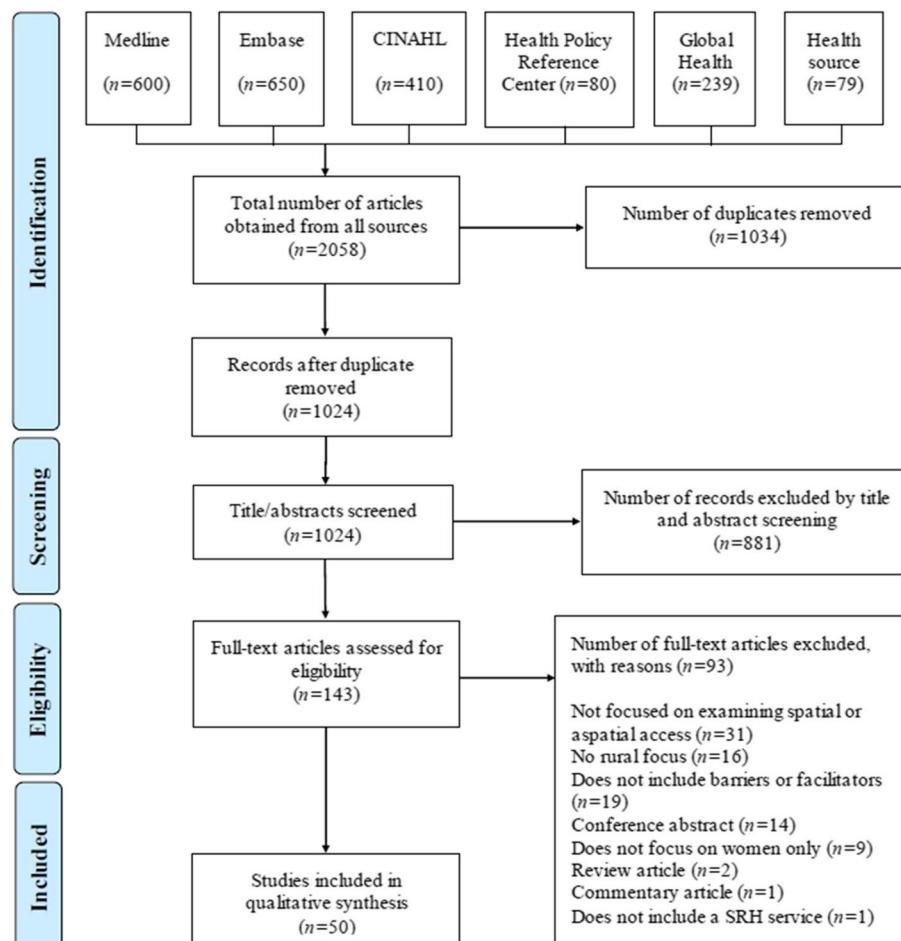 Medline
(n=600)
Embase
(n=650)
CINAHL
(n=410)
Health Policy
Reference
Center (n=80)
Global
Health
(n=239)
Health
source
(n=79)
Identification
Total number of articles
obtained from all sources
(n=2058)
Number of duplicates removed
(n=1034)
Records after duplicate
removed
(n=1024)
Screening
Title/abstracts screened
(n=1024)
Number of records excluded by title
and abstract screening
(n=881)
Eligibility
Full-text articles assessed for
eligibility
(n=143)
Number of full-text articles excluded,
with reasons (n=93)
Not focused on examining spatial or
aspatial access (n=31)
No rural focus (n=16)
Does not include barriers or facilitators
(n=19)
Conference abstract (n=14)
Does not focus on women only (n=9)
Review article (n=2)
Commentary article (n=1)
Does not include a SRH service (n=1)
Included
Studies included in
qualitative synthesis
(n=50)